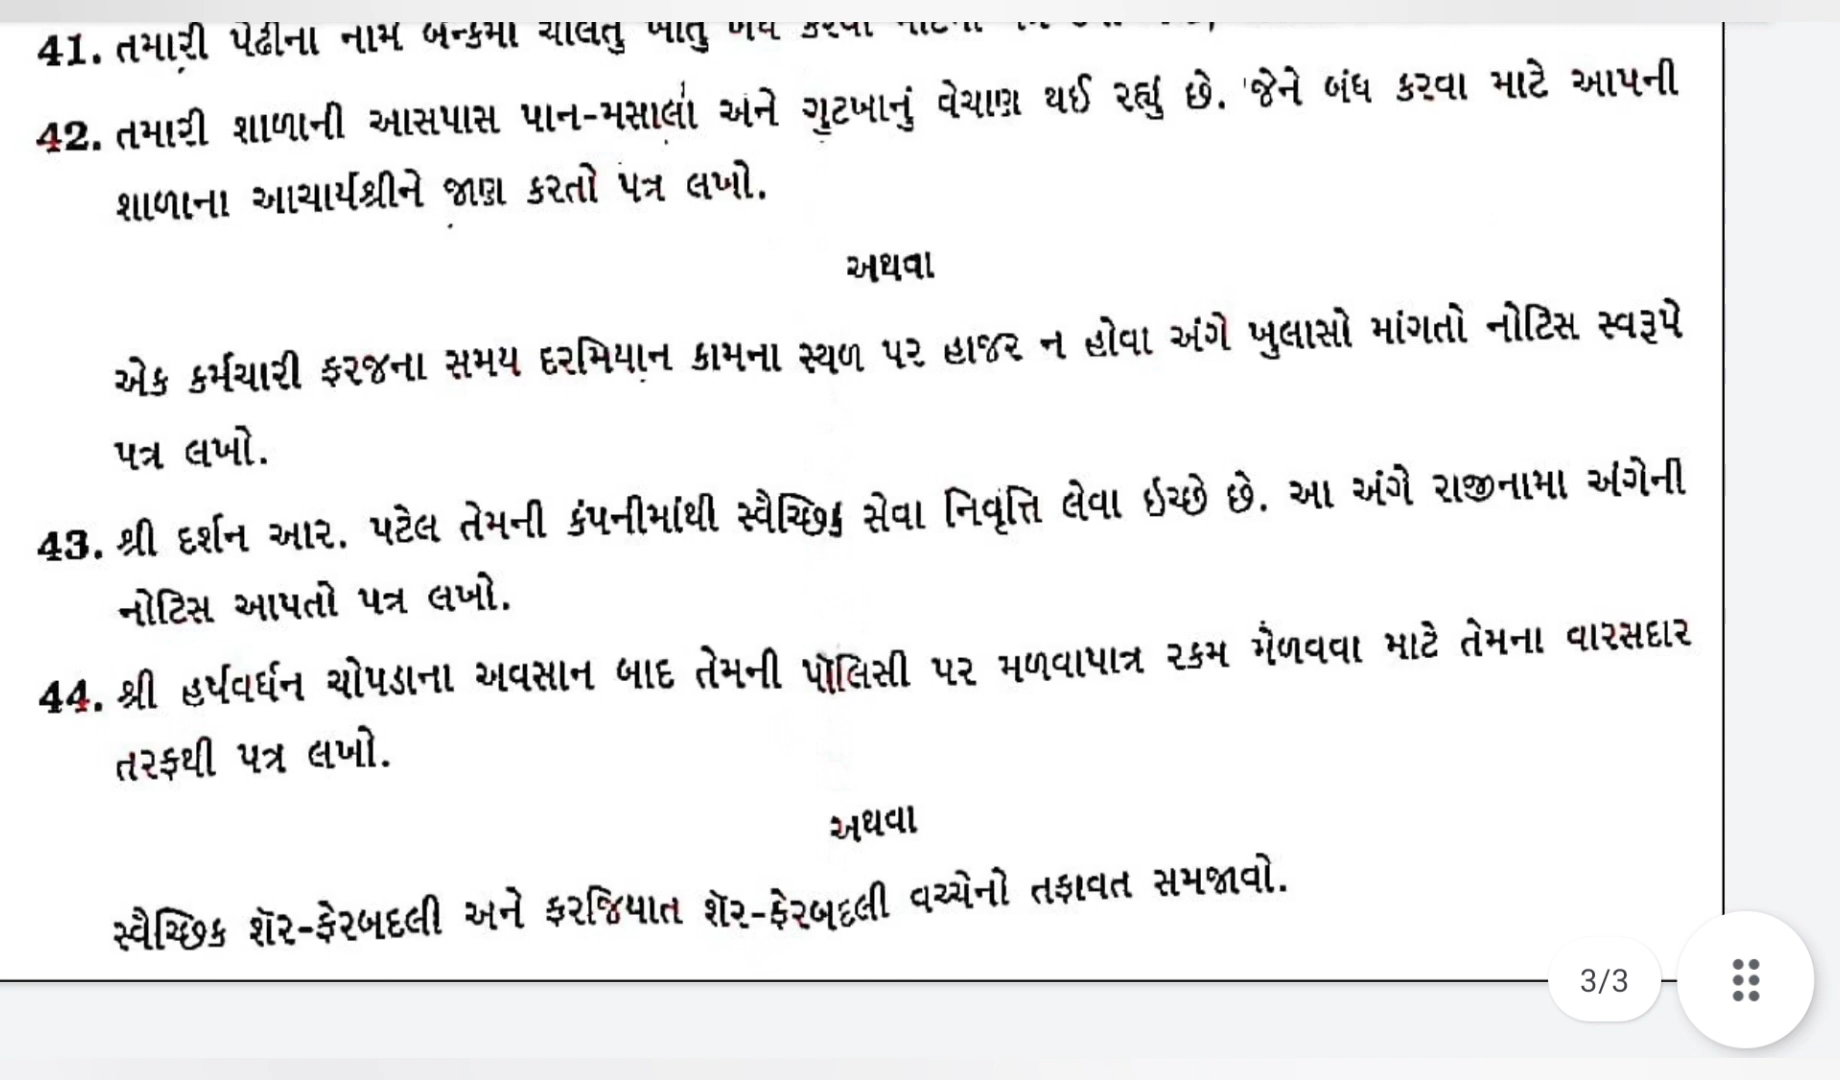 41. તમારી પેઢીના નામે બૅન્કમાં ચાલતું ખાતું બંધ કરવા માટેનો
42. તમારી શાળાની આસપાસ પાન-મસાલા અને ગુટખાનું વેચાણ થઈ રહ્યું છે. જેને બંધ કરવા માટે આપની
શાળાના આચાર્યશ્રીને જાણ કરતો પત્ર લખો.
અથવા
એક કર્મચારી ફરજના સમય દરમિયાન કામના સ્થળ પર હાજર ન હોવા અંગે ખુલાસો માંગતો નોટિસ સ્વરૂપે
પત્ર લખો.
43. શ્રી દર્શન આર. પટેલ તેમની કંપનીમાંથી સ્વૈચ્છિક સેવા નિવૃત્તિ લેવા ઇચ્છે છે. આ અંગે રાજીનામા અંગેની
નોટિસ આપતો પત્ર લખો.
44. શ્રી હર્ષવર્ધન ચોપડાના અવસાન બાદ તેમની પૉલિસી પર મળવાપાત્ર રકમ મેળવવા માટે તેમના વારસદાર
તરફથી પત્ર લખો.
અથવા
સ્વૈચ્છિક શૅર-ફેરબદલી અને ફરજિયાત શૅર-ફેરબદલી વચ્ચેનો તફાવત સમજાવો.
3/3